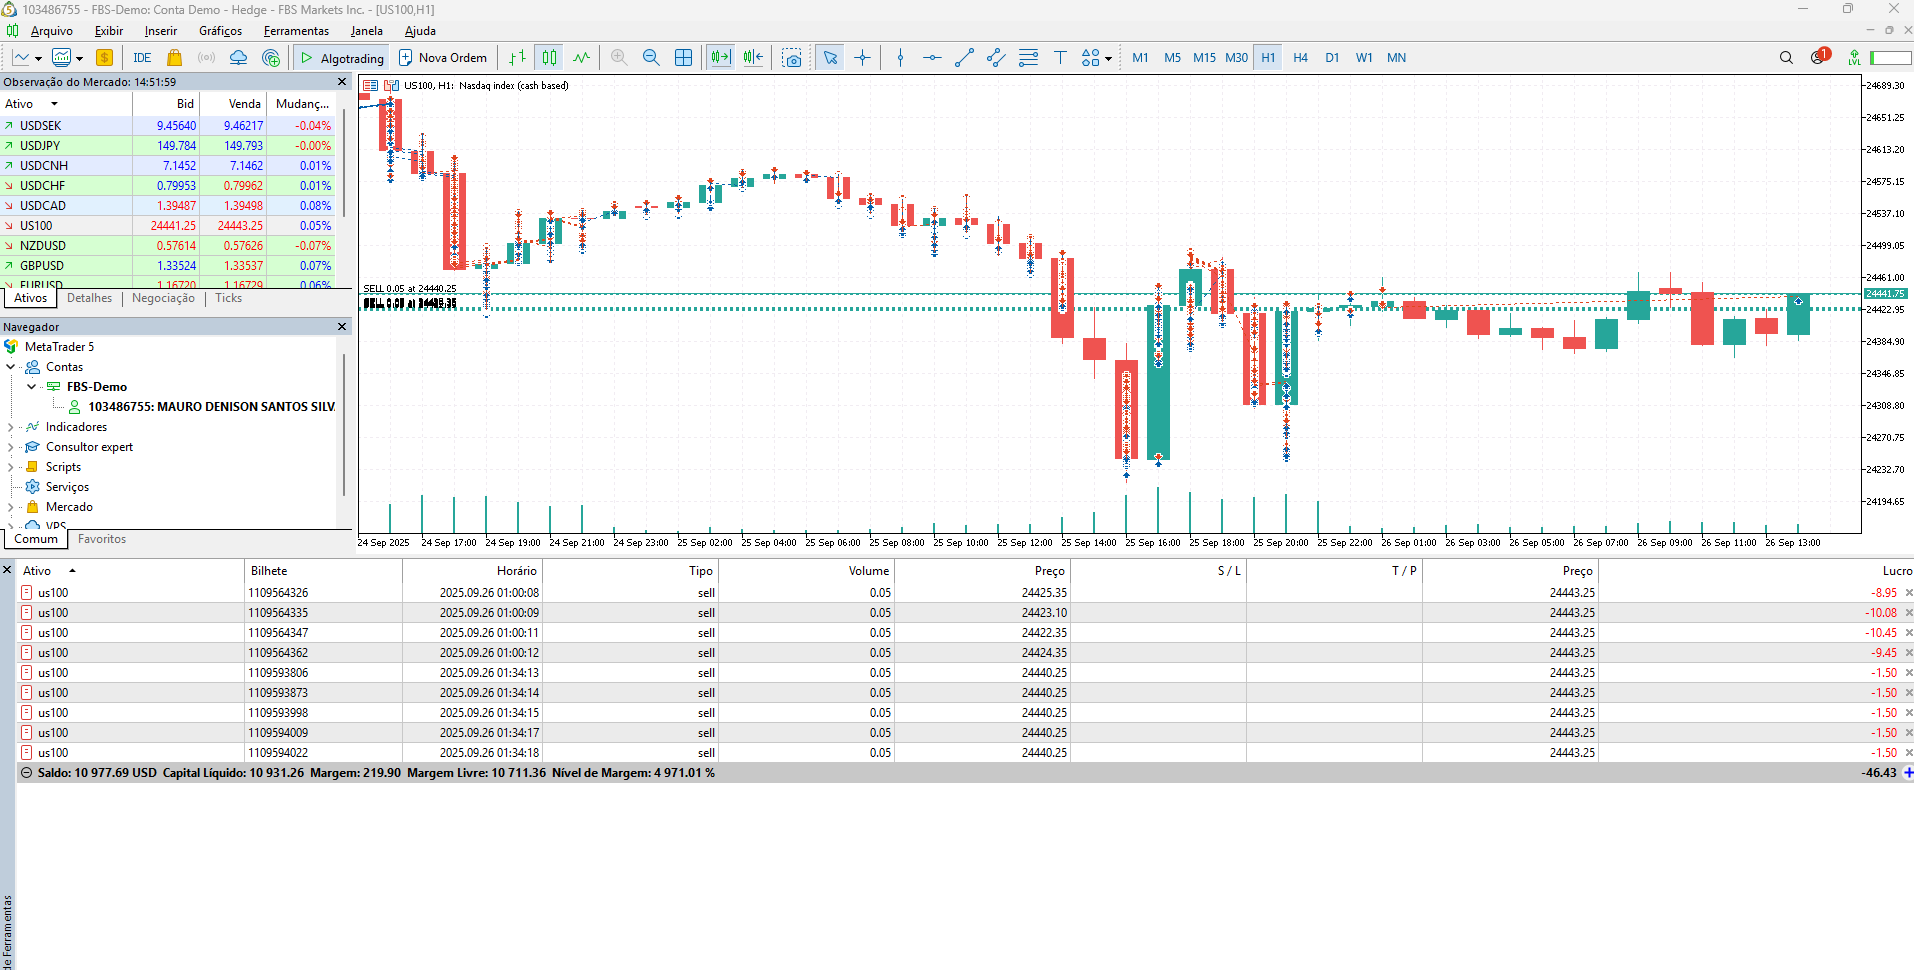 103486755 - FBS-Demo: Conta Demo - Hedge - FBS Markets Inc. - [US100,H1]
Arquivo Exibir Inserir Gráficos Ferramentas Janela Ajuda
IDE Algotrading Nova Ordem M1 M5 M15 M30 H1 H4 D1 W1 MN 1 LVL
Observação do Mercado: 14:51:59
Ativo Bid Venda Mudanç...
USDSEK 9.45640 9.46217 -0.04%
USDJPY 149.784 149.793 -0.00%
USDCNH 7.1452 7.1462 0.01%
USDCHF 0.79953 0.79962 0.01%
USDCAD 1.39487 1.39498 0.08%
US100 24441.25 24443.25 0.05%
NZDUSD 0.57614 0.57626 -0.07%
GBPUSD 1.33524 1.33537 0.07%
EURUSD 1.16720 1.16729 0.06%
Ativos Detalhes Negociação Ticks
Navegador
MetaTrader 5
Contas
FBS-Demo
103486755: MAURO DENISON SANTOS SILV
Indicadores
Consultor expert
Scripts
Serviços
Mercado
VPS
Comum Favoritos
US100, H1: Nasdaq index (cash based)
SELL 0.05 at 24440.25
24689.30
24651.25
24613.20
24575.15
24537.10
24499.05
24461.00
24441.75
24422.95
24384.90
24346.85
24308.80
24270.75
24232.70
24194.65
24 Sep 2025 24 Sep 17:00 24 Sep 19:00 24 Sep 21:00 24 Sep 23:00 25 Sep 02:00 25 Sep 04:00 25 Sep 06:00 25 Sep 08:00 25 Sep 10:00 25 Sep 12:00 25 Sep 14:00 25 Sep 16:00 25 Sep 18:00 25 Sep 20:00 25 Sep 22:00 26 Sep 01:00 26 Sep 03:00 26 Sep 05:00 26 Sep 07:00 26 Sep 09:00 26 Sep 11:00 26 Sep 13:00
Ativo Bilhete Horário Tipo Volume Preço S / L T / P Preço Lucro
us100 1109564326 2025.09.26 01:00:08 sell 0.05 24425.35 24443.25 -8.95
us100 1109564335 2025.09.26 01:00:09 sell 0.05 24423.10 24443.25 -10.08
us100 1109564347 2025.09.26 01:00:11 sell 0.05 24422.35 24443.25 -10.45
us100 1109564362 2025.09.26 01:00:12 sell 0.05 24424.35 24443.25 -9.45
us100 1109593806 2025.09.26 01:34:13 sell 0.05 24440.25 24443.25 -1.50
us100 1109593873 2025.09.26 01:34:14 sell 0.05 24440.25 24443.25 -1.50
us100 1109593998 2025.09.26 01:34:15 sell 0.05 24440.25 24443.25 -1.50
us100 1109594009 2025.09.26 01:34:17 sell 0.05 24440.25 24443.25 -1.50
us100 1109594022 2025.09.26 01:34:18 sell 0.05 24440.25 24443.25 -1.50
Saldo: 10 977.69 USD Capital Líquido: 10 931.26 Margem: 219.90 Margem Livre: 10 711.36 Nível de Margem: 4 971.01 % -46.43
de Ferramentas